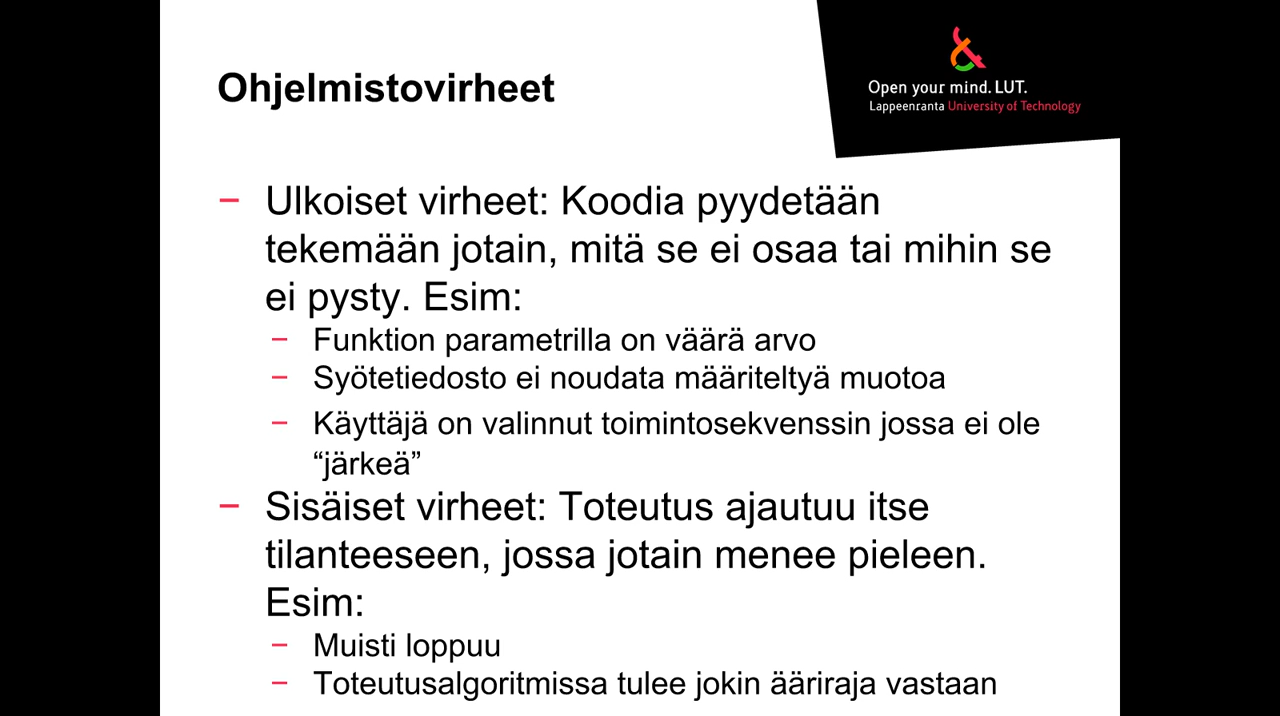 Ohjelmistovirheet
Open your mind. LUT.
Lappeenranta University of Technology
– Ulkoiset virheet: Koodia pyydetään
tekemään jotain, mitä se ei osaa tai mihin se
ei pysty. Esim:
– Funktion parametrilla on väärä arvo
– Syötetiedosto ei noudata määriteltyä muotoa
– Käyttäjä on valinnut toimintosekvenssin jossa ei ole
“järkeä”
– Sisäiset virheet: Toteutus ajautuu itse
tilanteeseen, jossa jotain menee pieleen.
Esim:
– Muisti loppuu
– Toteutusalgoritmissa tulee jokin ääriraja vastaan